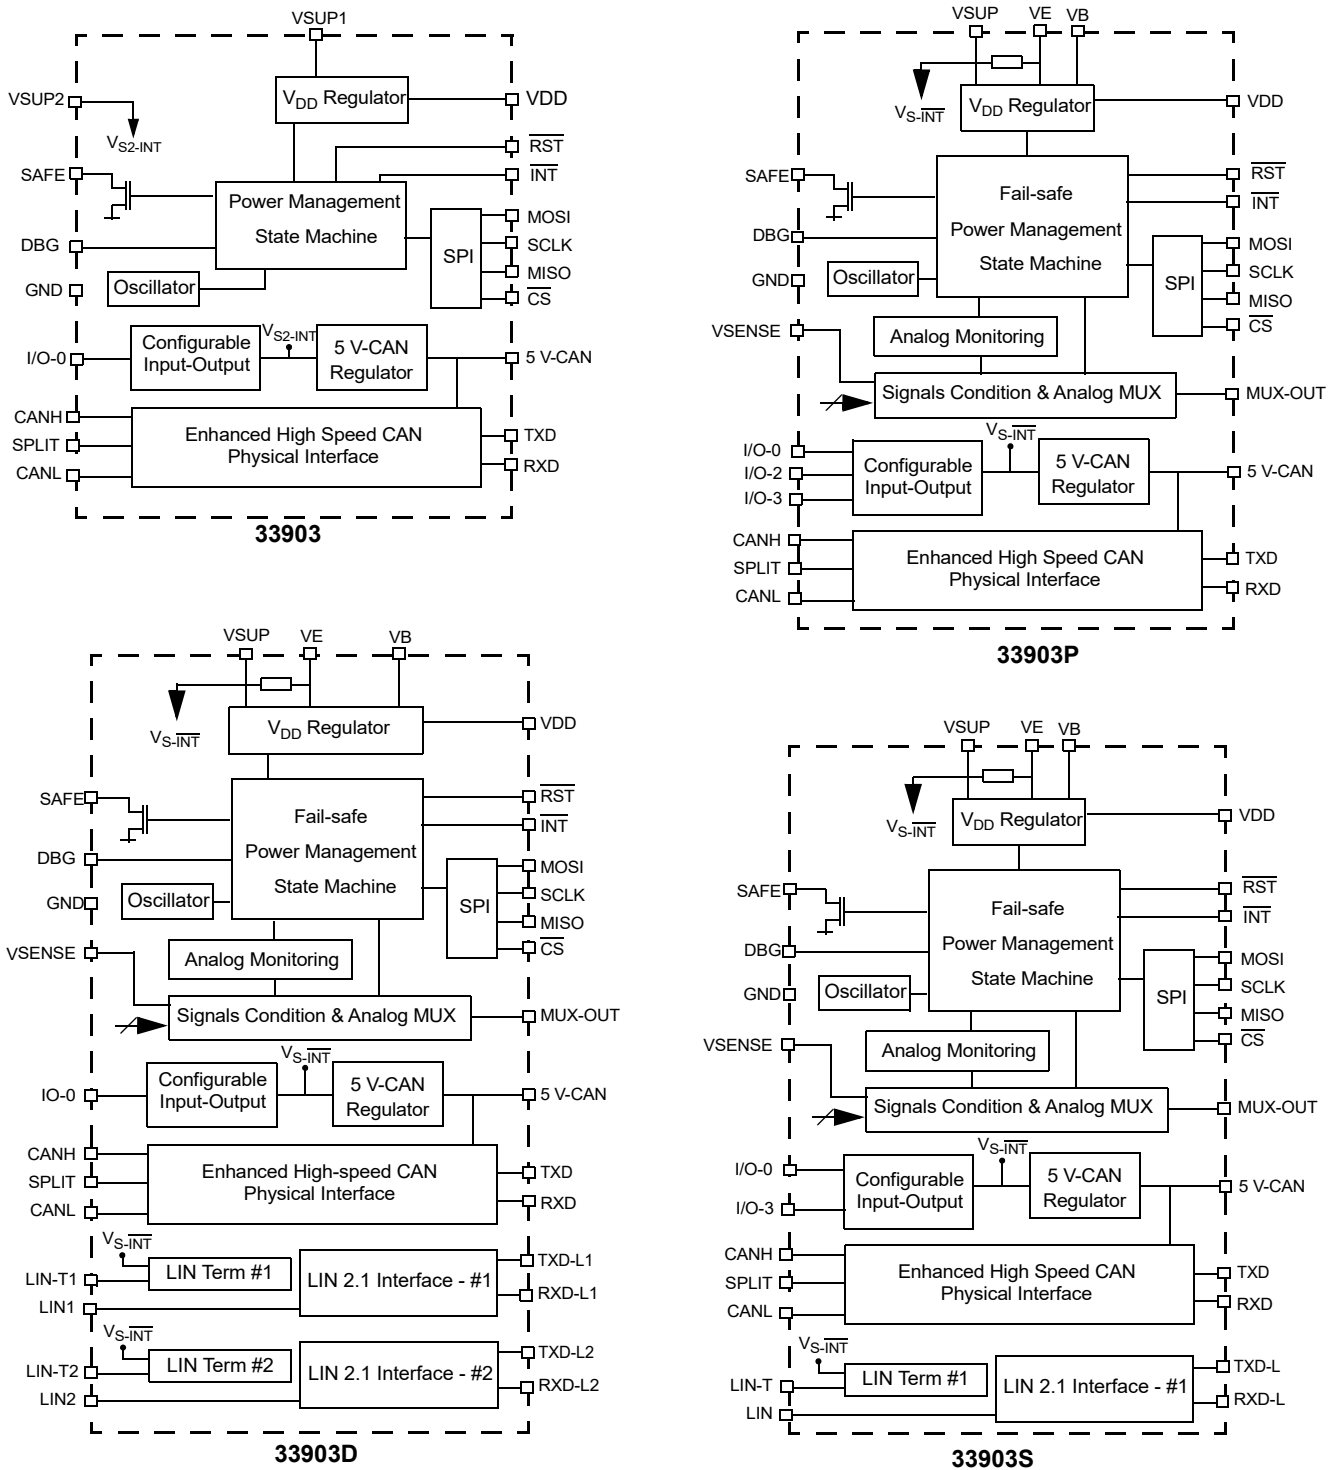 VSUP1
VSUP2
VS2-INT
VDD Regulator
VDD
SAFE
RST
INT
Power Management
State Machine
DBG
GND
Oscillator
SPI
MOSI
SCLK
MISO
CS
I/O-0
Configurable
Input-Output
VS2-INT
5 V-CAN
Regulator
5 V-CAN
CANH
SPLIT
CANL
Enhanced High Speed CAN
Physical Interface
TXD
RXD
33903
VSUP
VE
VB
VS-INT
VDD Regulator
VDD
SAFE
RST
INT
Fail-safe
Power Management
State Machine
DBG
GND
Oscillator
SPI
MOSI
SCLK
MISO
CS
VSENSE
Analog Monitoring
Signals Condition & Analog MUX
MUX-OUT
I/O-0
I/O-2
I/O-3
Configurable
Input-Output
VS-INT
5 V-CAN
Regulator
5 V-CAN
CANH
SPLIT
CANL
Enhanced High Speed CAN
Physical Interface
TXD
RXD
33903P
VSUP
VE
VB
VS-INT
VDD Regulator
VDD
SAFE
RST
INT
Fail-safe
Power Management
State Machine
DBG
GND
Oscillator
SPI
MOSI
SCLK
MISO
CS
VSENSE
Analog Monitoring
Signals Condition & Analog MUX
MUX-OUT
IO-0
Configurable
Input-Output
VS-INT
5 V-CAN
Regulator
5 V-CAN
CANH
SPLIT
CANL
Enhanced High-speed CAN
Physical Interface
TXD
RXD
VS-INT
LIN-T1
LIN Term #1
LIN1
LIN 2.1 Interface - #1
TXD-L1
RXD-L1
VS-INT
LIN-T2
LIN Term #2
LIN2
LIN 2.1 Interface - #2
TXD-L2
RXD-L2
33903D
VSUP
VE
VB
VS-INT
VDD Regulator
VDD
SAFE
RST
INT
Fail-safe
Power Management
State Machine
DBG
GND
Oscillator
SPI
MOSI
SCLK
MISO
CS
VSENSE
Analog Monitoring
Signals Condition & Analog MUX
MUX-OUT
I/O-0
I/O-3
Configurable
Input-Output
VS-INT
5 V-CAN
Regulator
5 V-CAN
CANH
SPLIT
CANL
Enhanced High Speed CAN
Physical Interface
TXD
RXD
VS-INT
LIN-T
LIN Term #1
LIN
LIN 2.1 Interface - #1
TXD-L
RXD-L
33903S